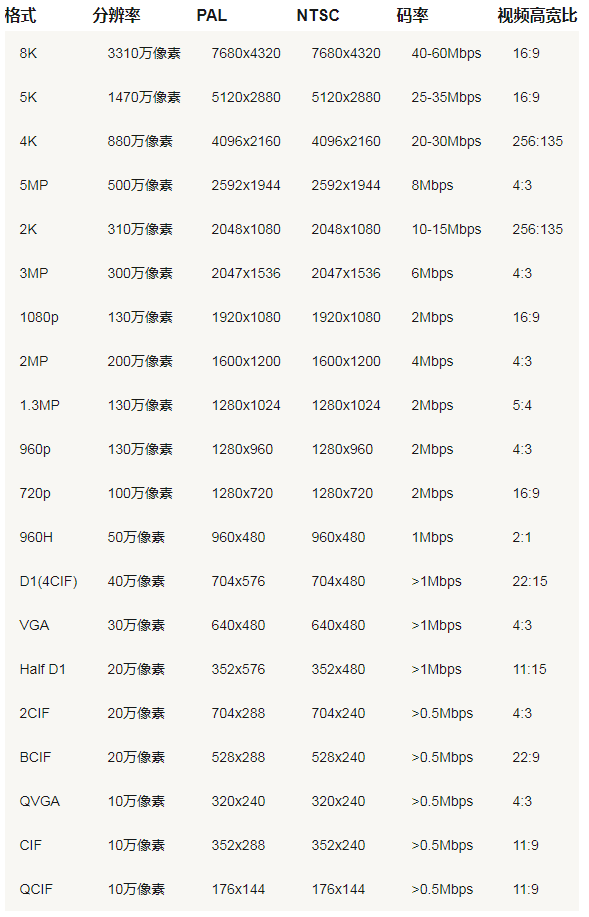 格式 分辨率 PAL NTSC 码率 视频高宽比
8K 3310万像素 7680x4320 7680x4320 40-60Mbps 16:9
5K 1470万像素 5120x2880 5120x2880 25-35Mbps 16:9
4K 880万像素 4096x2160 4096x2160 20-30Mbps 256:135
5MP 500万像素 2592x1944 2592x1944 8Mbps 4:3
2K 310万像素 2048x1080 2048x1080 10-15Mbps 256:135
3MP 300万像素 2047x1536 2047x1536 6Mbps 4:3
1080p 130万像素 1920x1080 1920x1080 2Mbps 16:9
2MP 200万像素 1600x1200 1600x1200 4Mbps 4:3
1.3MP 130万像素 1280x1024 1280x1024 2Mbps 5:4
960p 130万像素 1280x960 1280x960 2Mbps 4:3
720p 100万像素 1280x720 1280x720 2Mbps 16:9
960H 50万像素 960x480 960x480 1Mbps 2:1
D1(4CIF) 40万像素 704x576 704x480 >1Mbps 22:15
VGA 30万像素 640x480 640x480 >1Mbps 4:3
Half D1 20万像素 352x576 352x480 >1Mbps 11:15
2CIF 20万像素 704x288 704x240 >0.5Mbps 4:3
BCIF 20万像素 528x288 528x240 >0.5Mbps 22:9
QVGA 10万像素 320x240 320x240 >0.5Mbps 4:3
CIF 10万像素 352x288 352x240 >0.5Mbps 11:9
QCIF 10万像素 176x144 176x144 >0.5Mbps 11:9